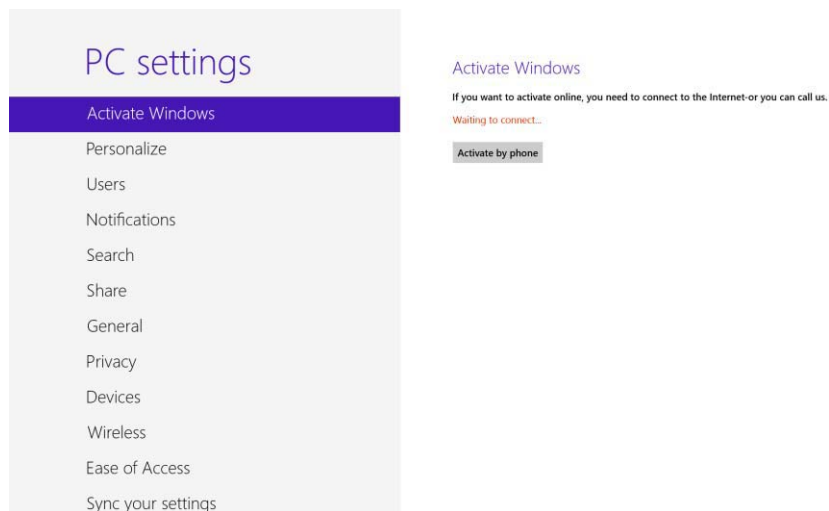 PC settings
Activate Windows
Personalize
Users
Notifications
Search
Share
General
Privacy
Devices
Wireless
Ease of Access
Sync your settings
Activate Windows
If you want to activate online, you need to connect to the Internet-or you can call us.
Waiting to connect...
Activate by phone